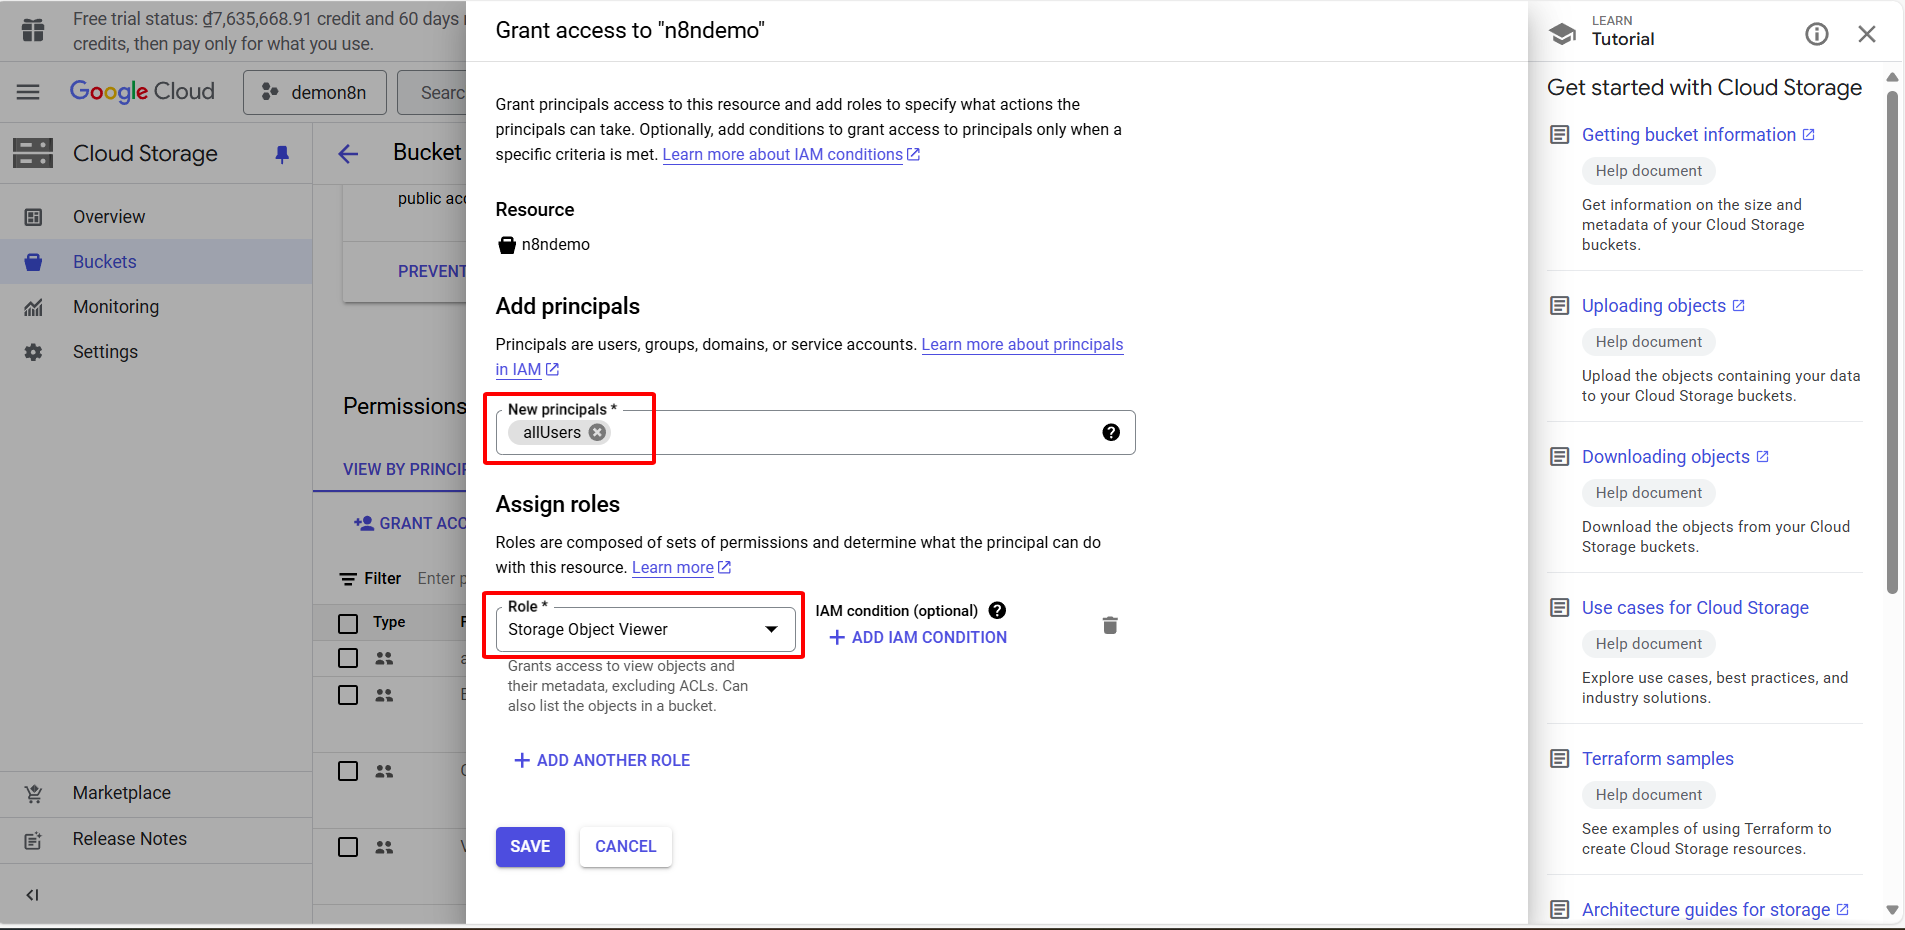 Free trial status: ₫7,635,668.91 credit and 60 days
credits, then pay only for what you use.
Google Cloud
demon8n
Searc
Cloud Storage
Overview
Buckets
Monitoring
Settings
Marketplace
Release Notes
Bucket
public acc
PREVENT
Permissions
VIEW BY PRINCIP
GRANT ACC
Filter
Enter p
Type
Grant access to "n8ndemo"
Grant principals access to this resource and add roles to specify what actions the
principals can take. Optionally, add conditions to grant access to principals only when a
specific criteria is met. Learn more about IAM conditions
Resource
n8ndemo
Add principals
Principals are users, groups, domains, or service accounts. Learn more about principals
in IAM
New principals *
allUsers
Assign roles
Roles are composed of sets of permissions and determine what the principal can do
with this resource. Learn more
Role *
Storage Object Viewer
IAM condition (optional)
+ ADD IAM CONDITION
Grants access to view objects and
their metadata, excluding ACLs. Can
also list the objects in a bucket.
+ ADD ANOTHER ROLE
SAVE
CANCEL
LEARN
Tutorial
Get started with Cloud Storage
Getting bucket information
Help document
Get information on the size and
metadata of your Cloud Storage
buckets.
Uploading objects
Help document
Upload the objects containing your data
to your Cloud Storage buckets.
Downloading objects
Help document
Download the objects from your Cloud
Storage buckets.
Use cases for Cloud Storage
Help document
Explore use cases, best practices, and
industry solutions.
Terraform samples
Help document
See examples of using Terraform to
create Cloud Storage resources.
Architecture guides for storage